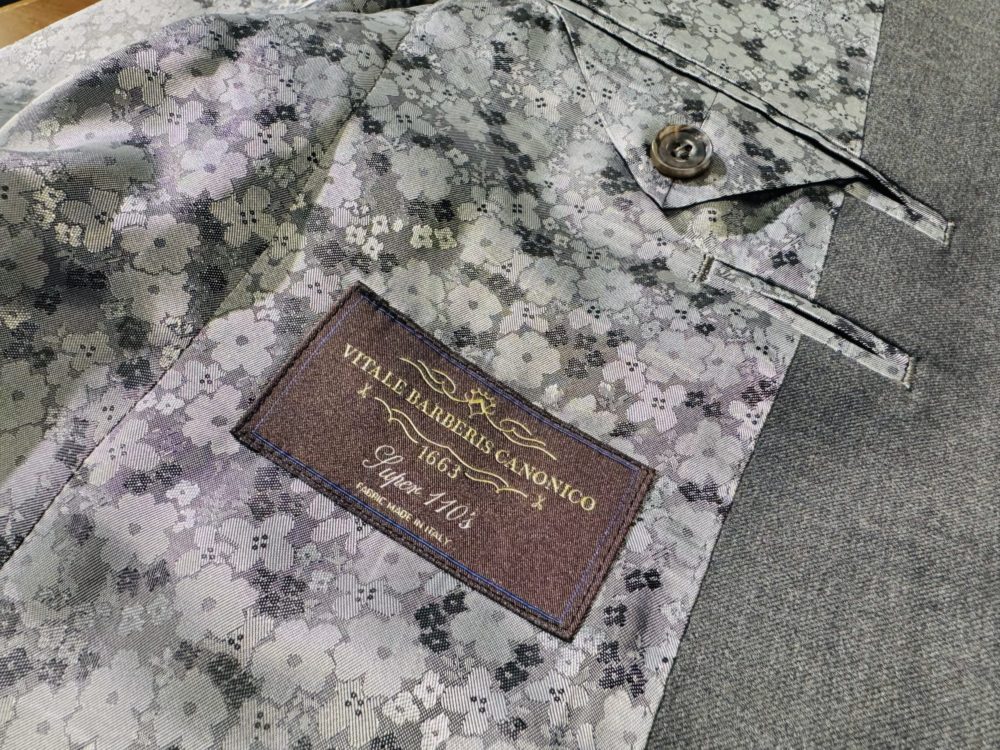 VITALE BARBERIS CANONICO
1663
Super 110's
FABRIC MADE IN ITALY